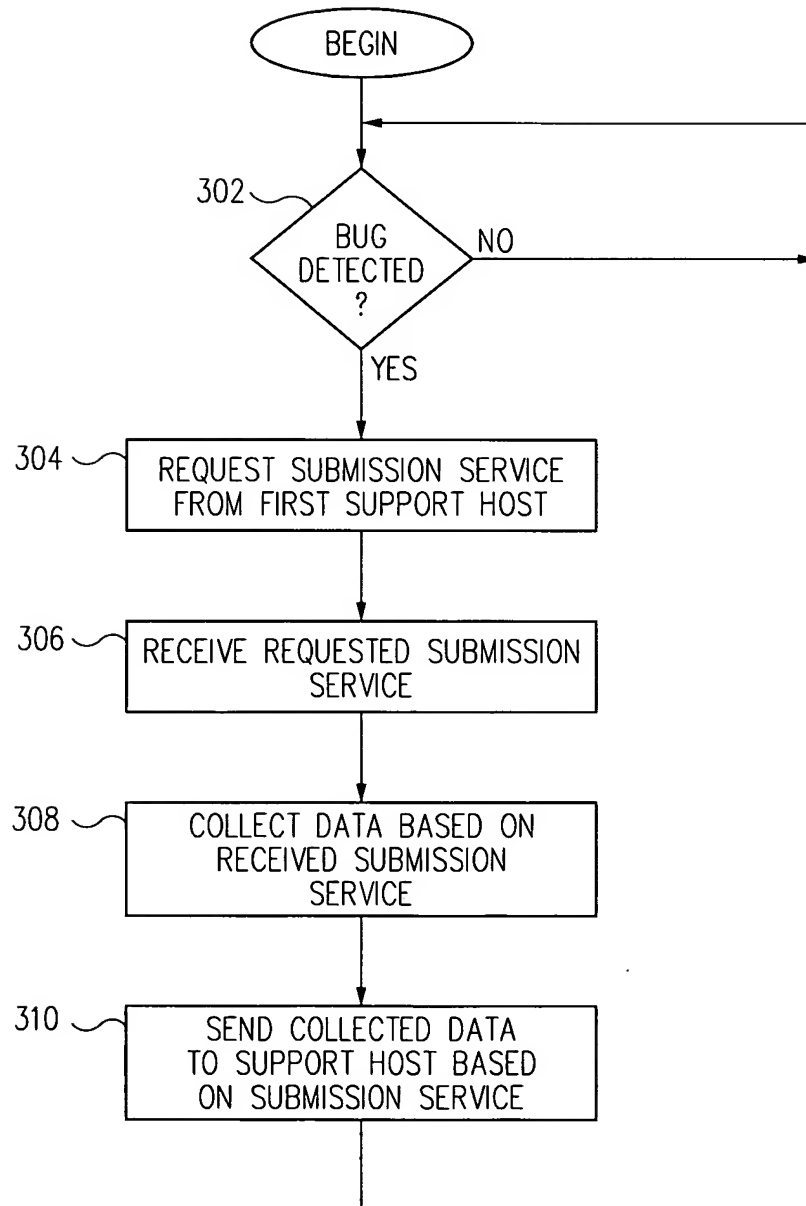 BEGIN
302
BUG
DETECTED
?
NO
YES
304
REQUEST SUBMISSION SERVICE
FROM FIRST SUPPORT HOST
306
RECEIVE REQUESTED SUBMISSION
SERVICE
308
COLLECT DATA BASED ON
RECEIVED SUBMISSION
SERVICE
310
SEND COLLECTED DATA
TO SUPPORT HOST BASED
ON SUBMISSION SERVICE